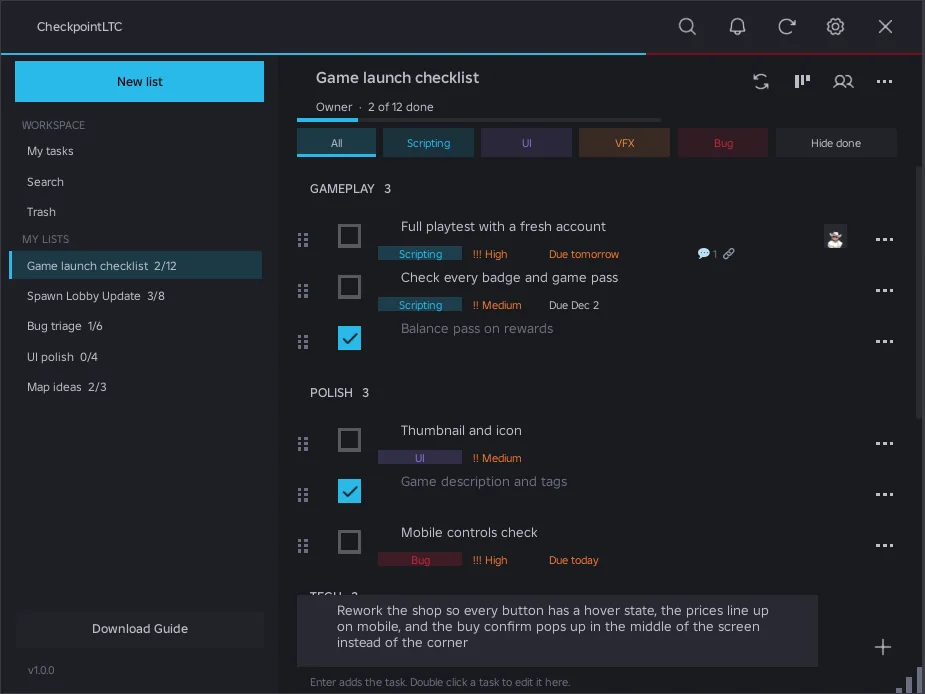 CheckpointLTC
New list
WORKSPACE
My tasks
Search
Trash
MY LISTS
Game launch checklist 2/12
Spawn Lobby Update 3/8
Bug triage 1/6
UI polish 0/4
Map ideas 2/3
Download Guide
v1.0.0
Game launch checklist
Owner · 2 of 12 done
All Scripting UI VFX Bug Hide done
GAMEPLAY 3
Full playtest with a fresh account
Scripting !!! High Due tomorrow 1
Check every badge and game pass
Scripting !! Medium Due Dec 2
Balance pass on rewards
POLISH 3
Thumbnail and icon
UI !! Medium
Game description and tags
Mobile controls check
Bug !!! High Due today
Rework the shop so every button has a hover state, the prices line up
on mobile, and the buy confirm pops up in the middle of the screen
instead of the corner
Enter adds the task. Double click a task to edit it here.